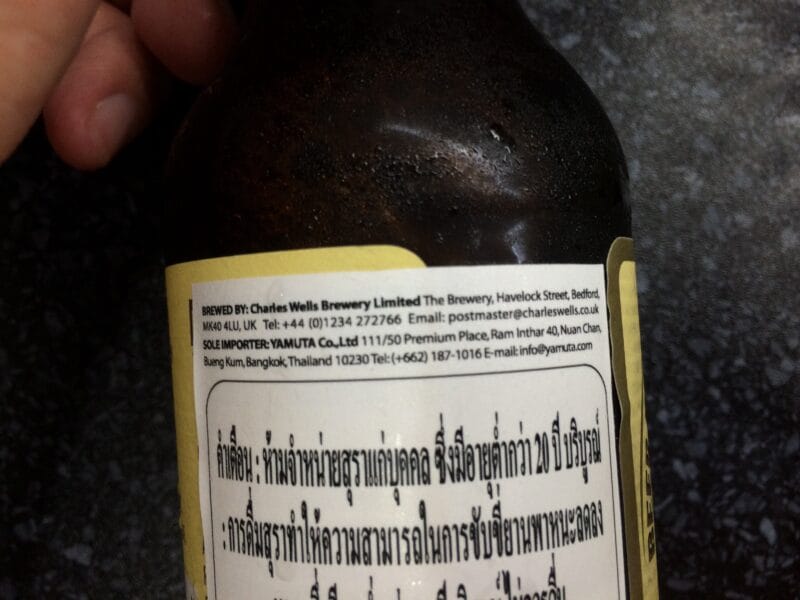 BREWED BY: Charles Wells Brewery Limited The Brewery, Havelock Street, Bedford,
MK40 4LU, UK Tel: +44 (0)1234 272766 Email: postmaster@charleswells.co.uk
SOLE IMPORTER: YAMUTA Co.,Ltd 111/50 Premium Place, Ram Inthar 40, Nuan Chan,
Bueng Kum, Bangkok, Thailand 10230 Tel: (+662) 187-1016 E-mail: info@yamuta.com
คำเตือน : ห้ามจำหน่ายสุราแก่บุคคล ซึ่งมีอายุต่ำกว่า 20 ปี บริบูรณ์
: การดื่มสุราทำให้ความสามารถในการขับขี่ยานพาหนะลดลง
BEER